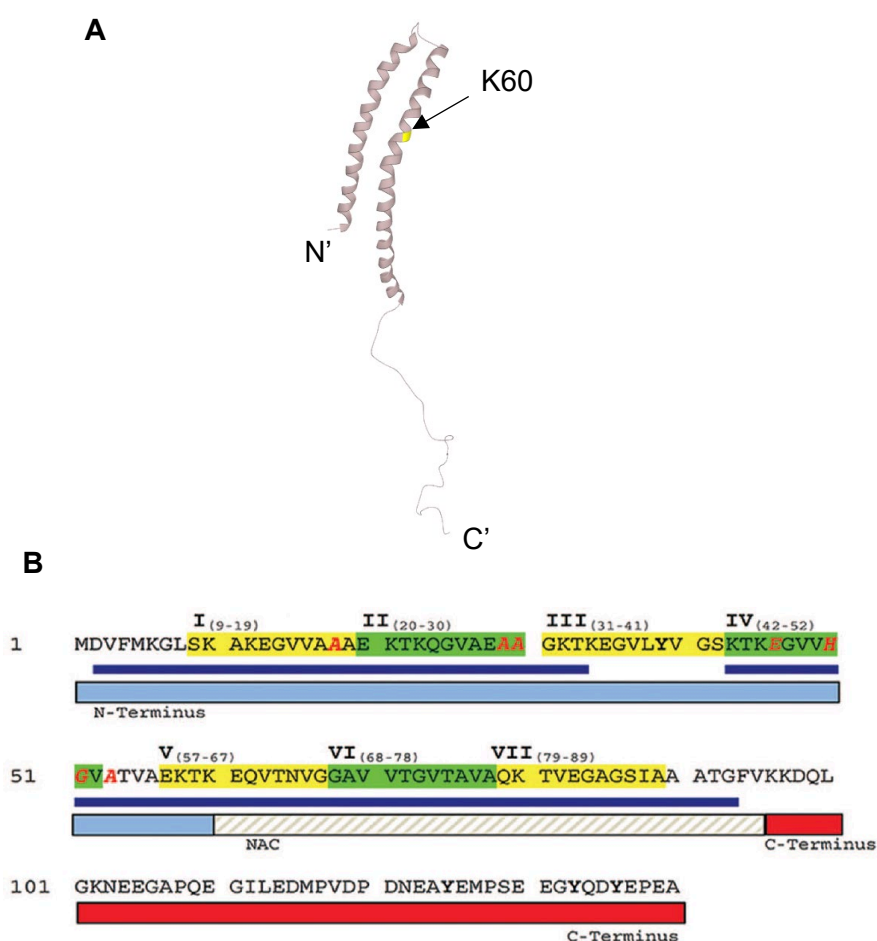 A
K60
N'
C'
B
I(9-19) II(20-30) III(31-41) IV(42-52)
1 MDVFMKGLSK AKEGVVAAAE KTKQGVAEAA GKTKEGVLYV GSKTKEGVVH
N-Terminus
V(57-67) VI(68-78) VII(79-89)
51 GVATVAEKTK EQVTNVGGAV VTGVTAVAQK TVEGAGSIAA ATGFVKKDQL
NAC C-Terminus
101 GKNEEGAPQE GILEDMPVDP DNEAYEMPSE EGYQDYEPEA
C-Terminus